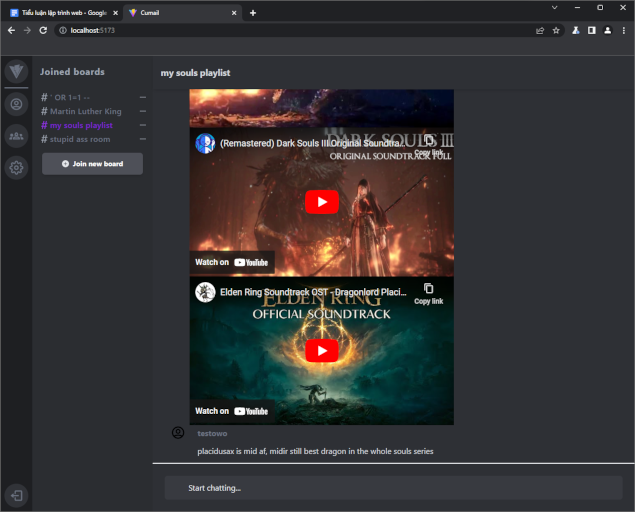 Tiểu luận lập trình web - Google
Cumail
localhost:5173
Joined boards
# ' OR 1=1 --
# Martin Luther King
# my souls playlist
# stupid ass room
Join new board
my souls playlist
(Remastered) Dark Souls III Original Soundtra...
Copy link
DARK SOULS III
ORIGINAL SOUNDTRACK FULL
Watch on YouTube
Elden Ring Soundtrack OST - Dragonlord Placi...
Copy link
ELDEN RING
OFFICIAL SOUNDTRACK
Watch on YouTube
testowo
placidusax is mid af, midir still best dragon in the whole souls series
Start chatting...